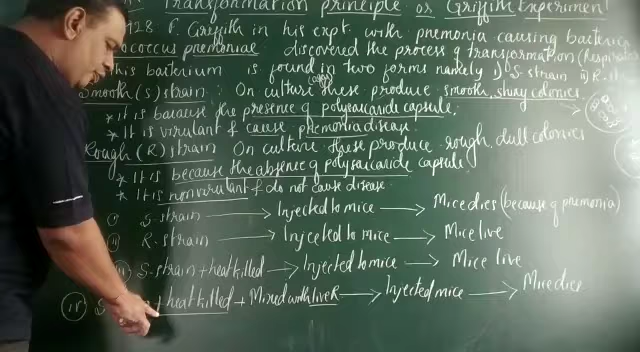 Transformation principle or Griffith Experiment
1928 F. Griffith in his expt. with pnemonia causing bacteria
coccus pnemoniae discovered the process of transformation (Respirato
This bacterium is found in two forms namely i) S. strain ii) R. st
Smooth (S) strain : On culture these produce smooth, shiny colonies.
* it is because the presence of polysaccaride capsule.
* It is virulant & cause pnemonia disease.
Rough (R) strain On culture these produce rough, dull colonies
* It is because the absence of polysaccaride capsule
* It is nonvirulant & do not cause disease.
i) S-strain → Injected to mice → Mice dies (because of pnemonia)
ii) R. strain → Injected to mice → Mice live
iii) S-strain + heat killed → Injected to mice → Mice live
iv) S + heat killed + Mixed with live R → Injected mice → Mice dies